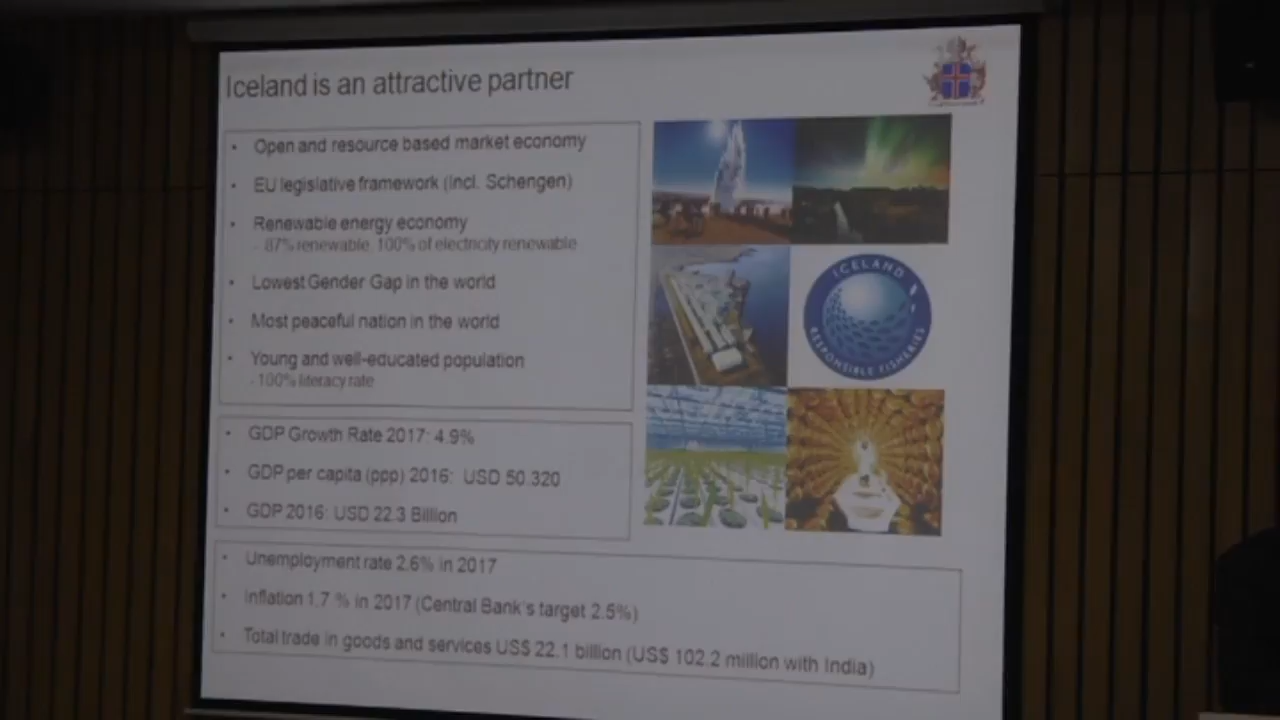 Iceland is an attractive partner
• Open and resource based market economy
• EU legislative framework (Incl. Schengen)
• Renewable energy economy
- 87% renewable, 100% of electricity renewable
• Lowest Gender Gap in the world
• Most peaceful nation in the world
• Young and well-educated population
- 100% literacy rate
• GDP Growth Rate 2017: 4.9%
• GDP per capita (ppp) 2016: USD 50.320
• GDP 2016: USD 22.3 Billion
• Unemployment rate 2.6% in 2017
• Inflation 1,7 % in 2017 (Central Bank's target 2.5%)
• Total trade in goods and services US$ 22.1 billion (US$ 102.2 million with India)
ICELAND
RESPONSIBLE FISHERIES